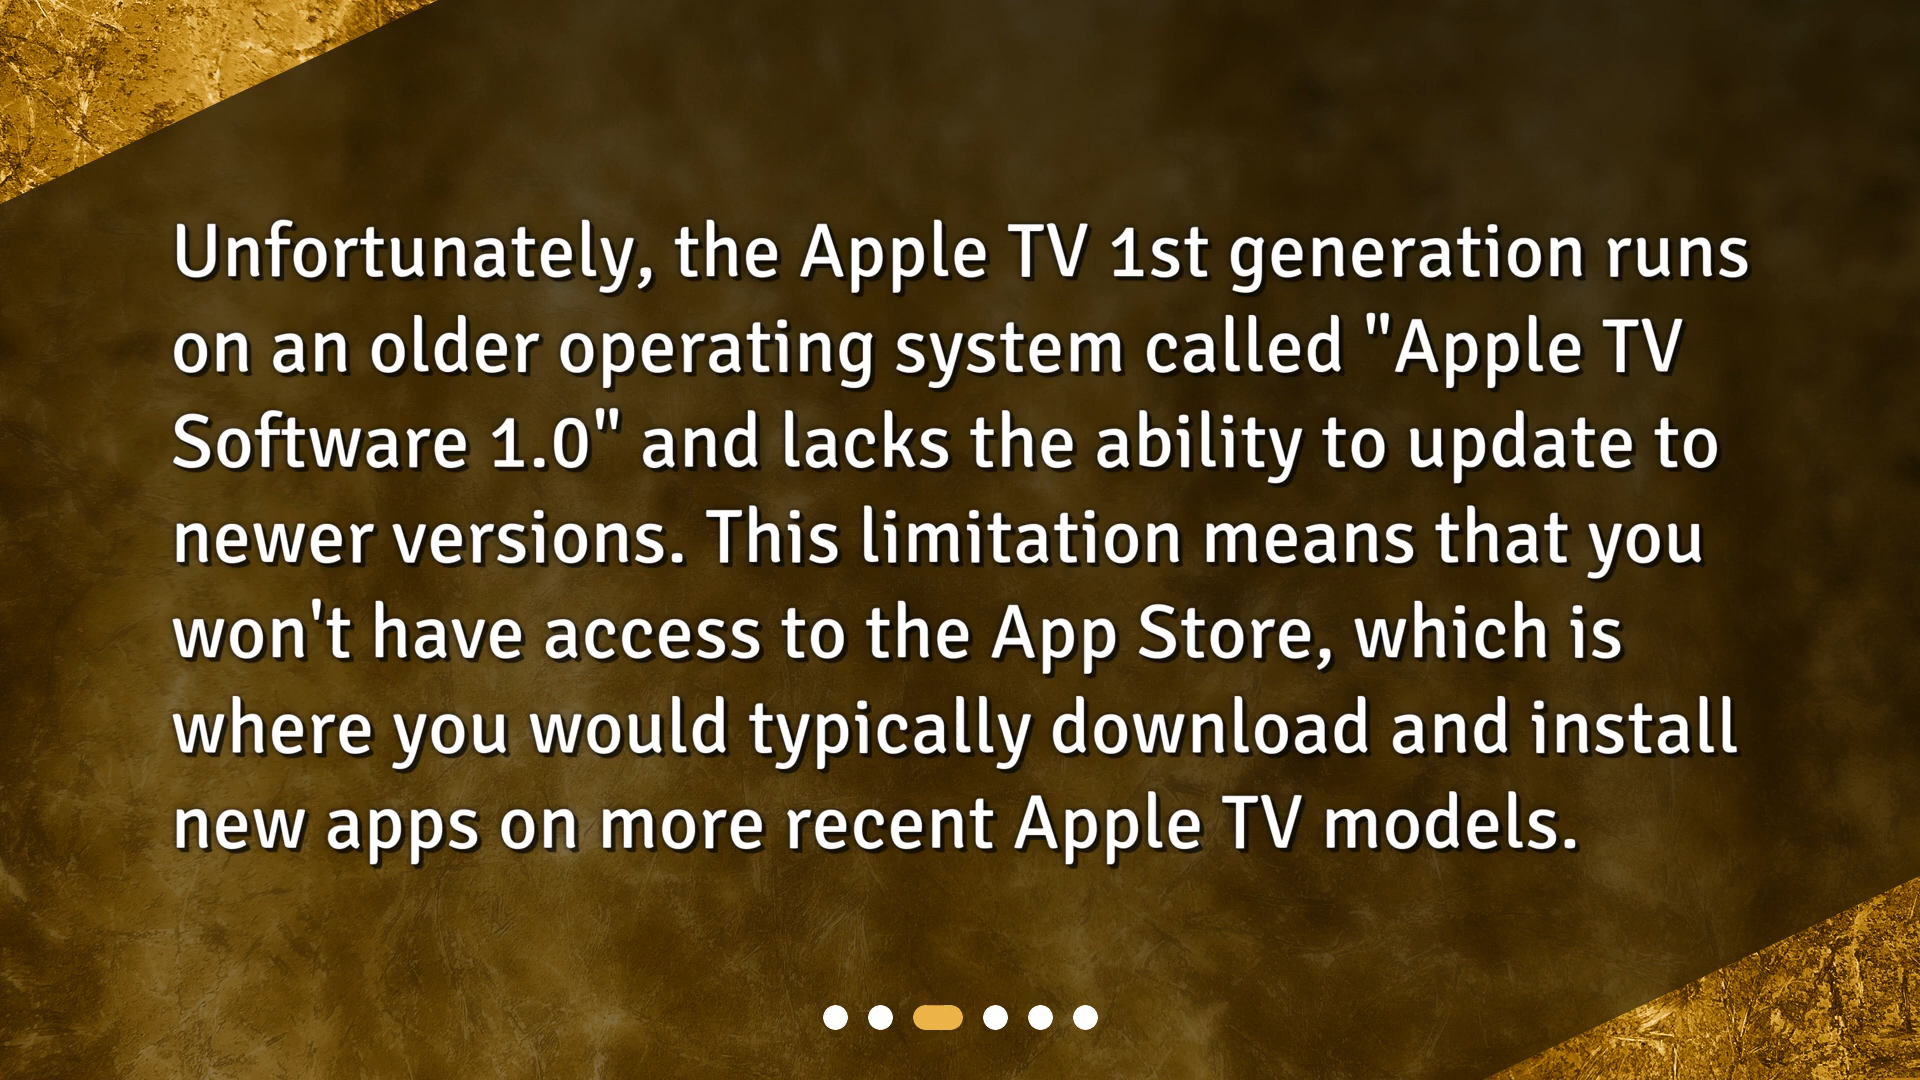 Unfortunately, the Apple TV 1st generation runs
on an older operating system called "Apple TV
Software 1.0" and lacks the ability to update to
newer versions. This limitation means that you
won't have access to the App Store, which is
where you would typically download and install
new apps on more recent Apple TV models.